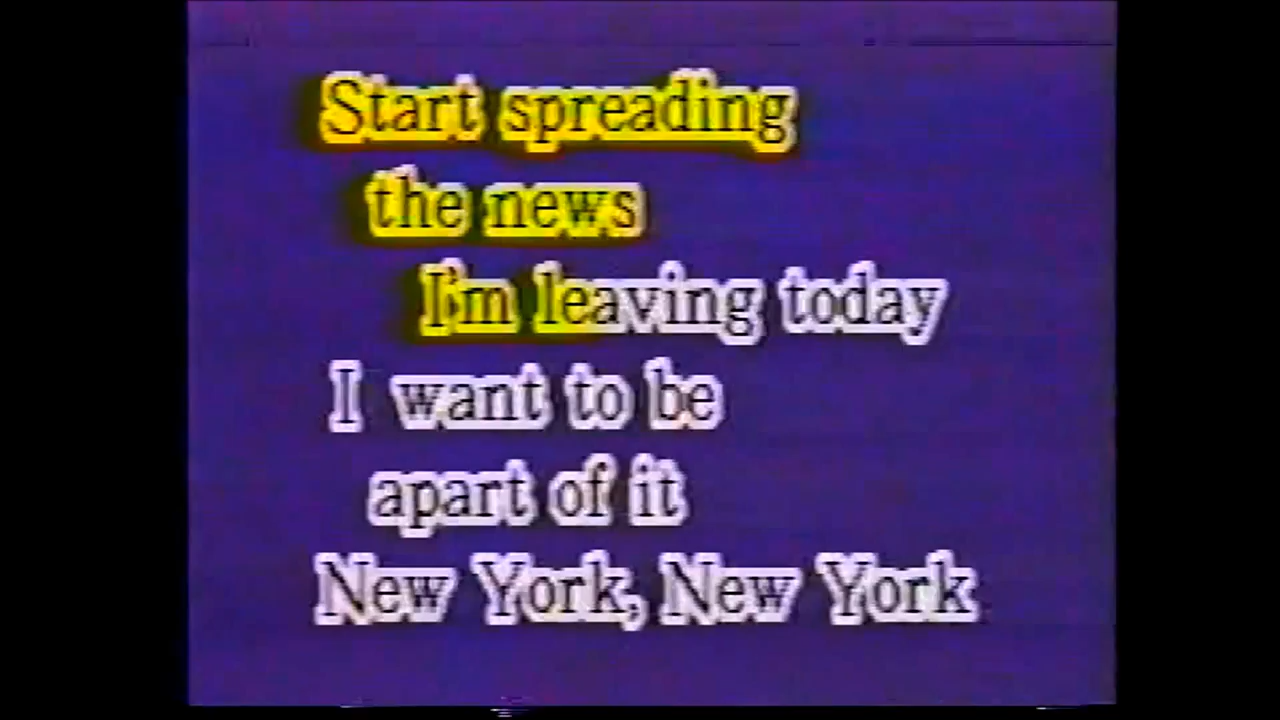 Start spreading
the news
I'm leaving today
I want to be
apart of it
New York, New York